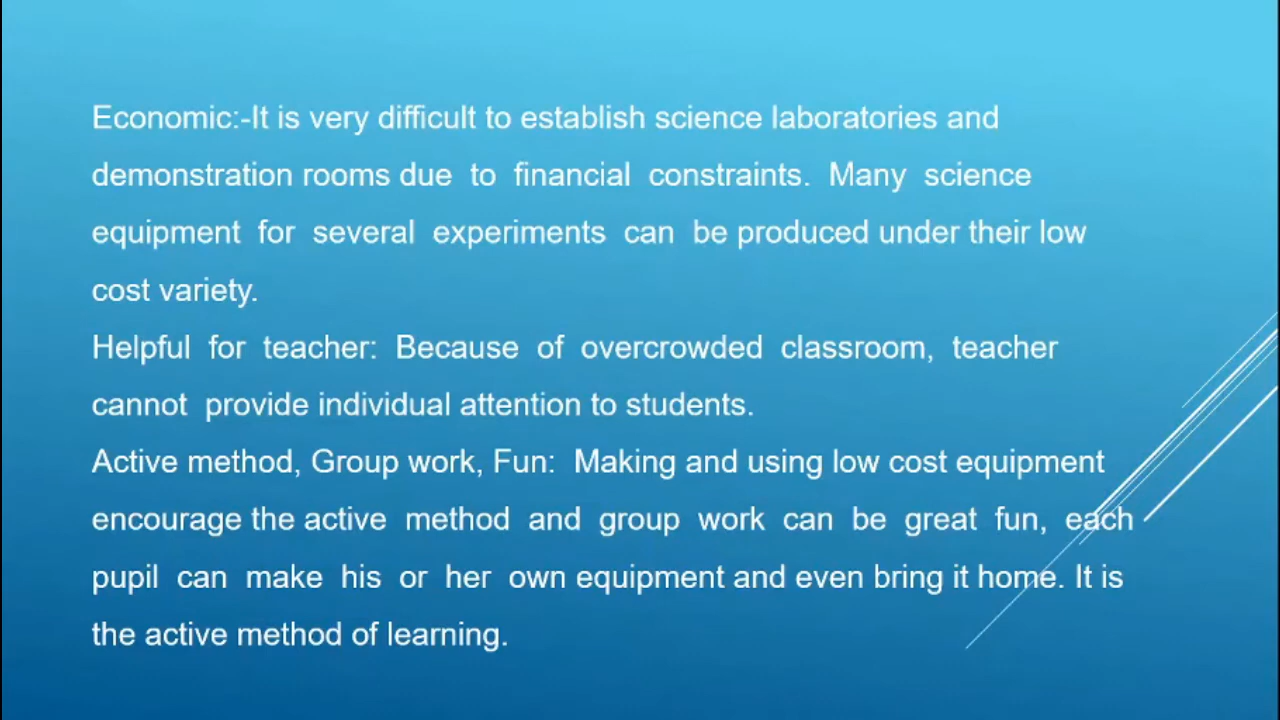 Economic:-It is very difficult to establish science laboratories and
demonstration rooms due to financial constraints. Many science
equipment for several experiments can be produced under their low
cost variety.
Helpful for teacher: Because of overcrowded classroom, teacher
cannot provide individual attention to students.
Active method, Group work, Fun: Making and using low cost equipment
encourage the active method and group work can be great fun, each
pupil can make his or her own equipment and even bring it home. It is
the active method of learning.